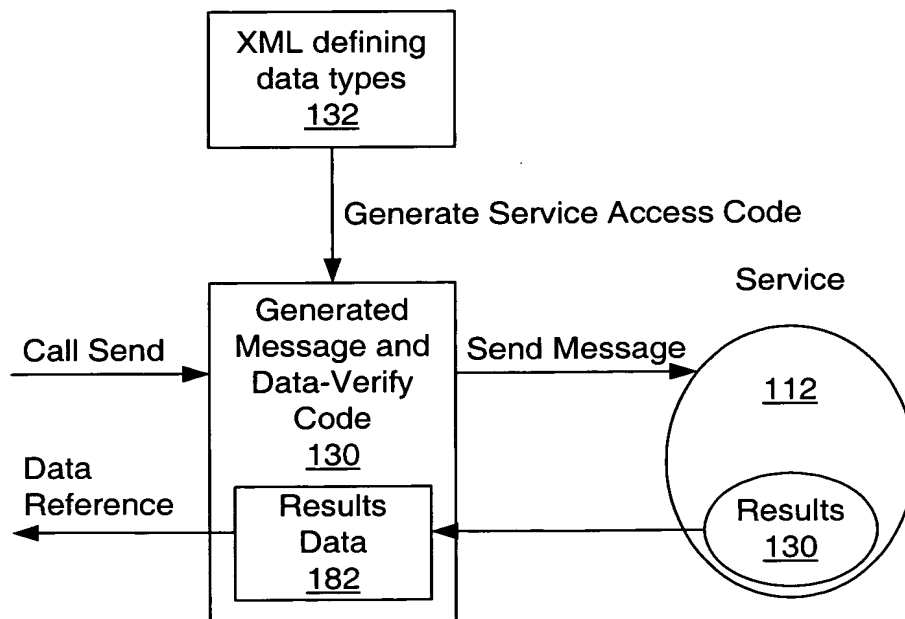 XML defining
data types
132
Generate Service Access Code
Service
Generated
Message and
Data-Verify
Code
130
Call Send
Send Message
112
Data
Reference
Results
Data
182
Results
130